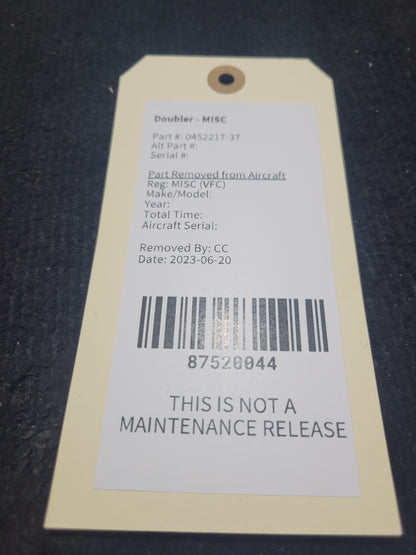 Doubler - MISC
Part #: 0452217-37
Alt Part #:
Serial #:
Part Removed from Aircraft
Reg: MISC (VFC)
Make/Model:
Year:
Total Time:
Aircraft Serial:
Removed By: CC
Date: 2023-06-20
87520044
THIS IS NOT A
MAINTENANCE RELEASE